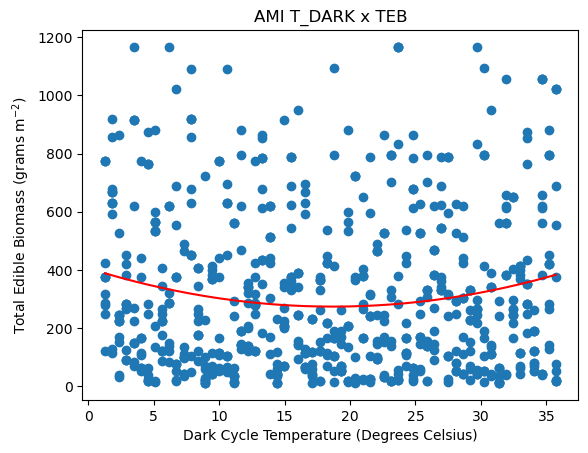 AMI T_DARK x TEB
Total Edible Biomass (grams m⁻²)
1200
1000
800
600
400
200
0
0 5 10 15 20 25 30 35
Dark Cycle Temperature (Degrees Celsius)